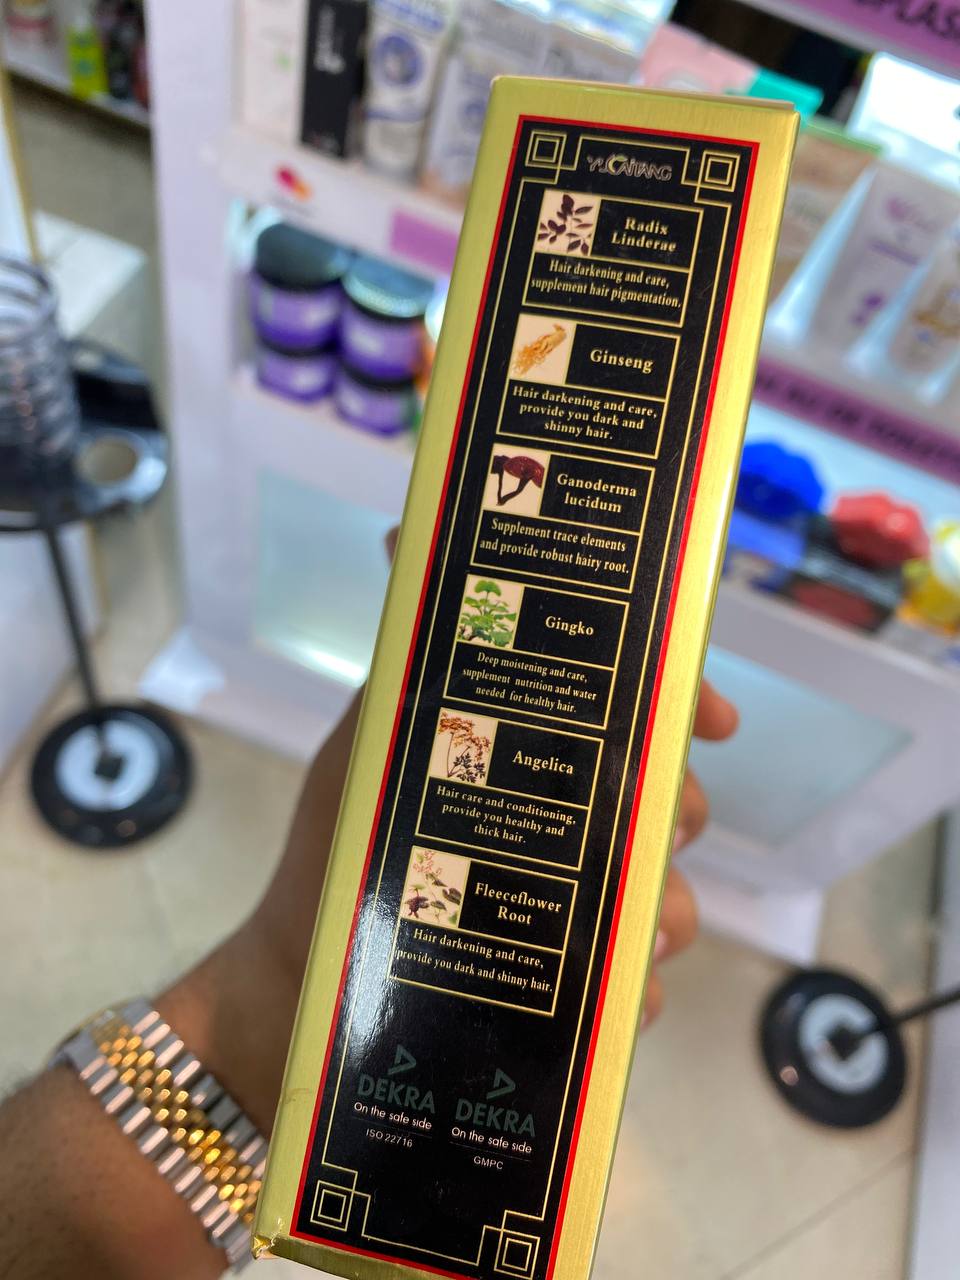 YUCAITANG
Radix
Linderae
Hair darkening and care,
supplement hair pigmentation.
Ginseng
Hair darkening and care,
provide you dark and
shinny hair.
Ganoderma
lucidum
Supplement trace elements
and provide robust hairy root.
Gingko
Deep moistening and care,
supplement nutrition and water
needed for healthy hair.
Angelica
Hair care and conditioning,
provide you healthy and
thick hair.
Fleeceflower
Root
Hair darkening and care,
provide you dark and shinny hair.
DEKRA
On the safe side
ISO 22716
DEKRA
On the safe side
GMPC